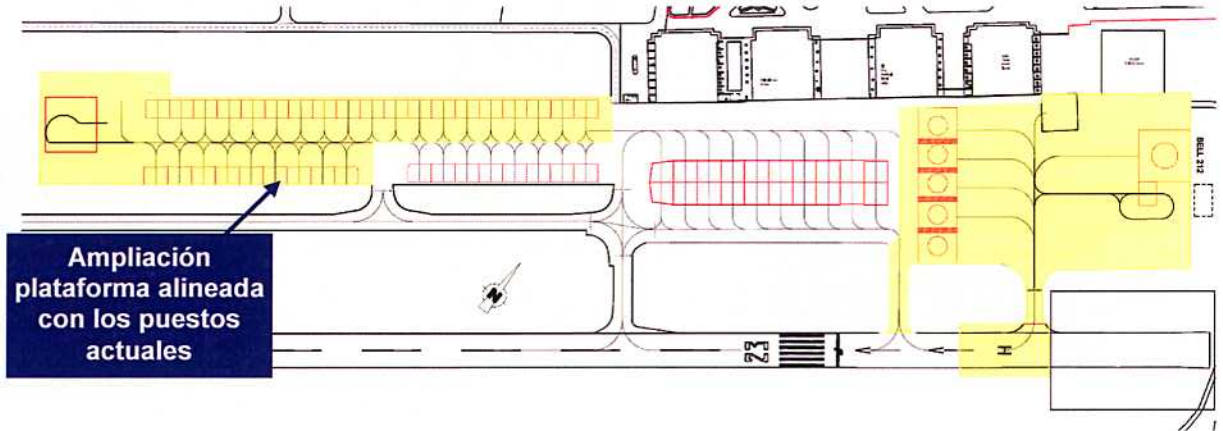 BELL 212
Ampliación
plataforma alineada
con los puestos
actuales
N
23
H